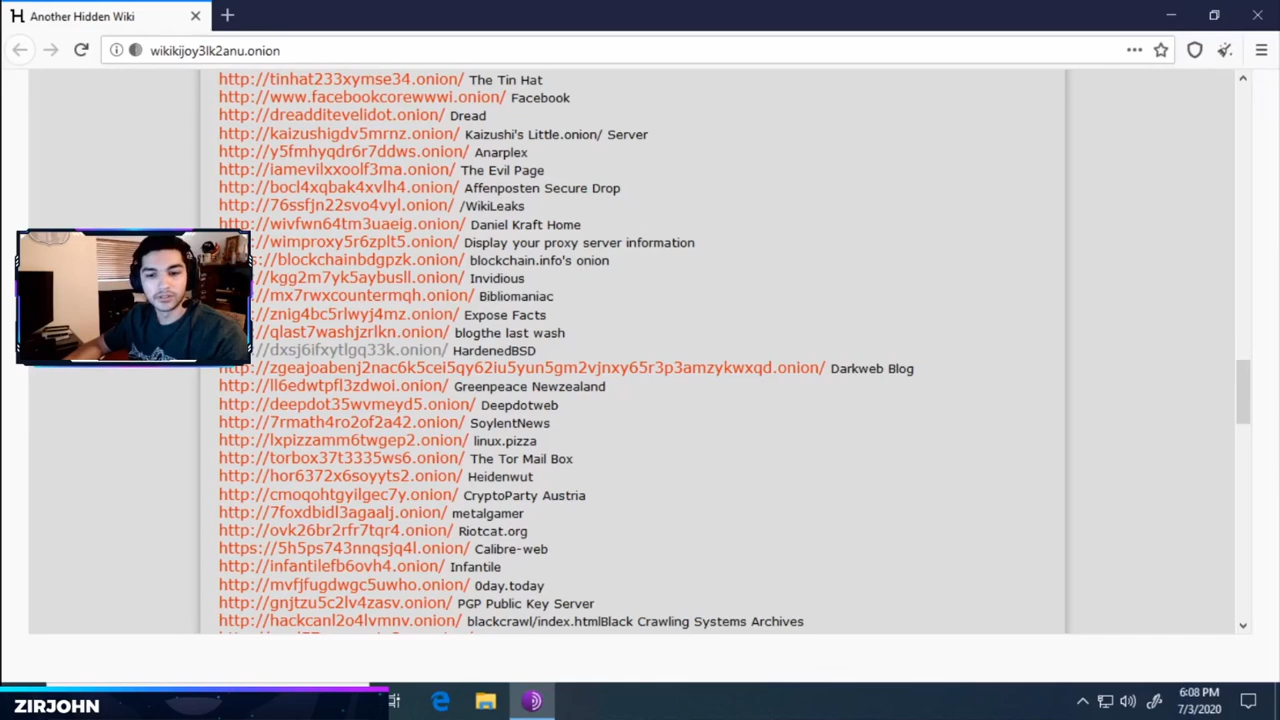 Another Hidden Wiki
wikikijoy3lk2anu.onion
http://tinhat233xymse34.onion/ The Tin Hat
http://www.facebookcorewwwi.onion/ Facebook
http://dreadditevelidot.onion/ Dread
http://kaizushigdv5mrnz.onion/ Kaizushi's Little.onion/ Server
http://y5fmhyqdr6r7ddws.onion/ Anarplex
http://iamevilxxoolf3ma.onion/ The Evil Page
http://bocl4xqbak4xvlh4.onion/ Affenposten Secure Drop
http://76ssfjn22svo4vyl.onion/ /WikiLeaks
http://wivfwn64tm3uaeig.onion/ Daniel Kraft Home
://wimproxy5r6zplt5.onion/ Display your proxy server information
s://blockchainbdgpzk.onion/ blockchain.info's onion
://kgg2m7yk5aybusll.onion/ Invidious
://mx7rwxcountermqh.onion/ Bibliomaniac
://znig4bc5rlwyj4mz.onion/ Expose Facts
://qlast7washjzrlkn.onion/ blogthe last wash
://dxsj6ifxytlgq33k.onion/ HardenedBSD
http://zgeajoabenj2nac6k5cei5qy62iu5yun5gm2vjnxy65r3p3amzykwxqd.onion/ Darkweb Blog
http://ll6edwtpfl3zdwoi.onion/ Greenpeace Newzealand
http://deepdot35wvmeyd5.onion/ Deepdotweb
http://7rmath4ro2of2a42.onion/ SoylentNews
http://lxpizzamm6twgep2.onion/ linux.pizza
http://torbox37t3335ws6.onion/ The Tor Mail Box
http://hor6372x6soyyts2.onion/ Heidenwut
http://cmoqohtgyilgec7y.onion/ CryptoParty Austria
http://7foxdbidl3agaalj.onion/ metalgamer
http://ovk26br2rfr7tqr4.onion/ Riotcat.org
https://5h5ps743nnqsjq4l.onion/ Calibre-web
http://infantilefb6ovh4.onion/ Infantile
http://mvfjfugdwgc5uwho.onion/ 0day.today
http://gnjtzu5c2lv4zasv.onion/ PGP Public Key Server
http://hackcanl2o4lvmnv.onion/ blackcrawl/index.htmlBlack Crawling Systems Archives
ZIRJOHN
6:08 PM
7/3/2020